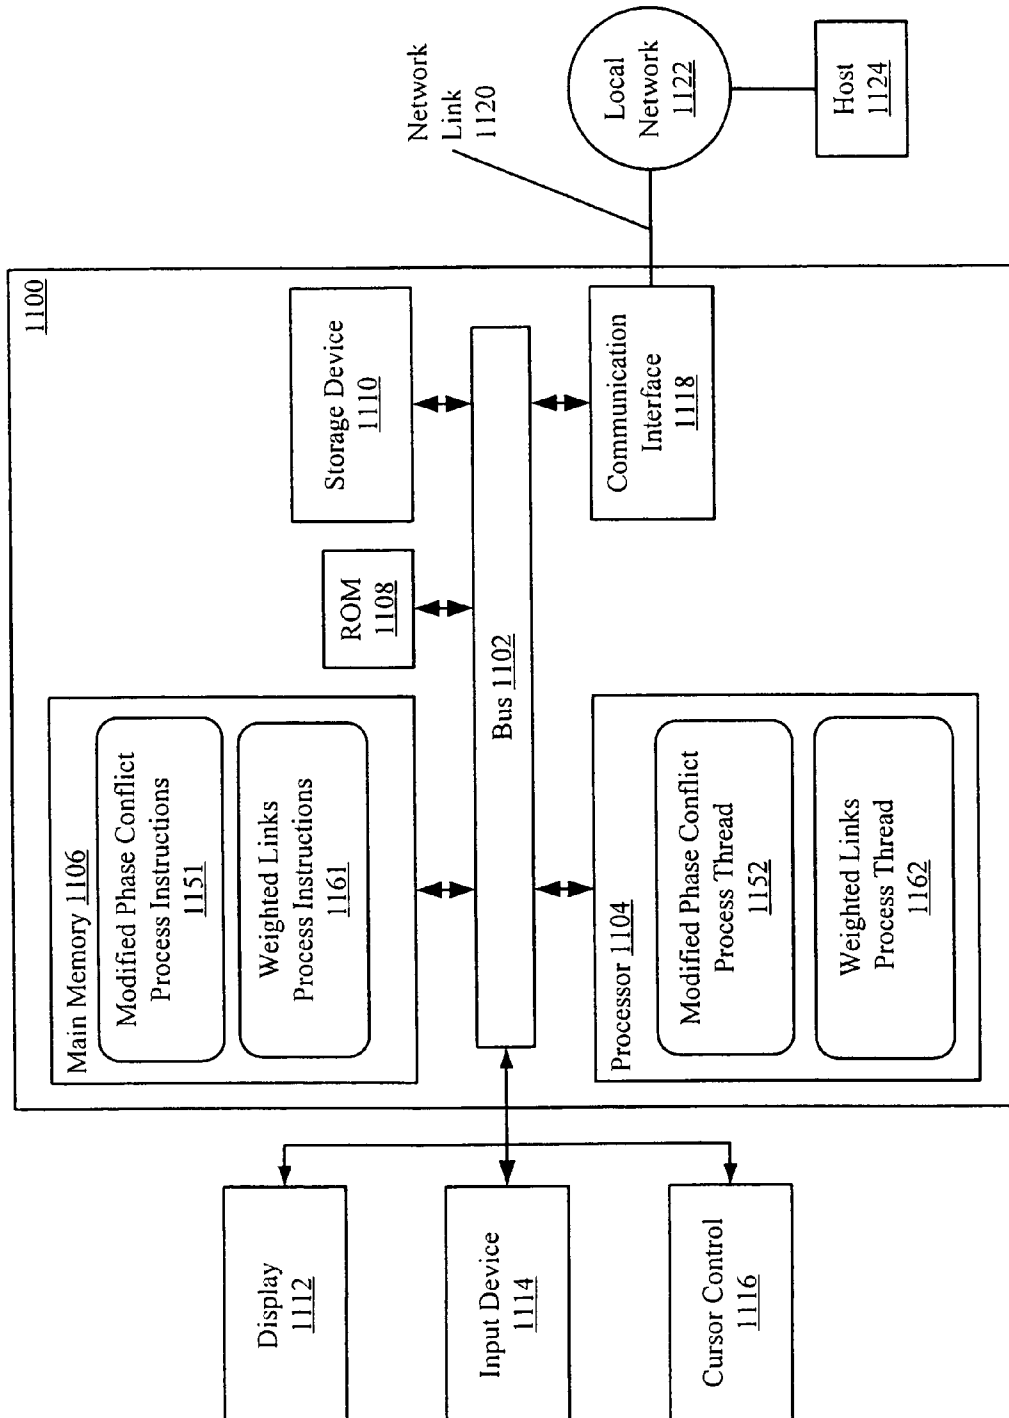 1100
Display
1112
Input Device
1114
Cursor Control
1116
Main Memory 1106
Modified Phase Conflict
Process Instructions
1151
Weighted Links
Process Instructions
1161
ROM
1108
Storage Device
1110
Bus 1102
Processor 1104
Modified Phase Conflict
Process Thread
1152
Weighted Links
Process Thread
1162
Communication
Interface
1118
Network
Link
1120
Local
Network
1122
Host
1124